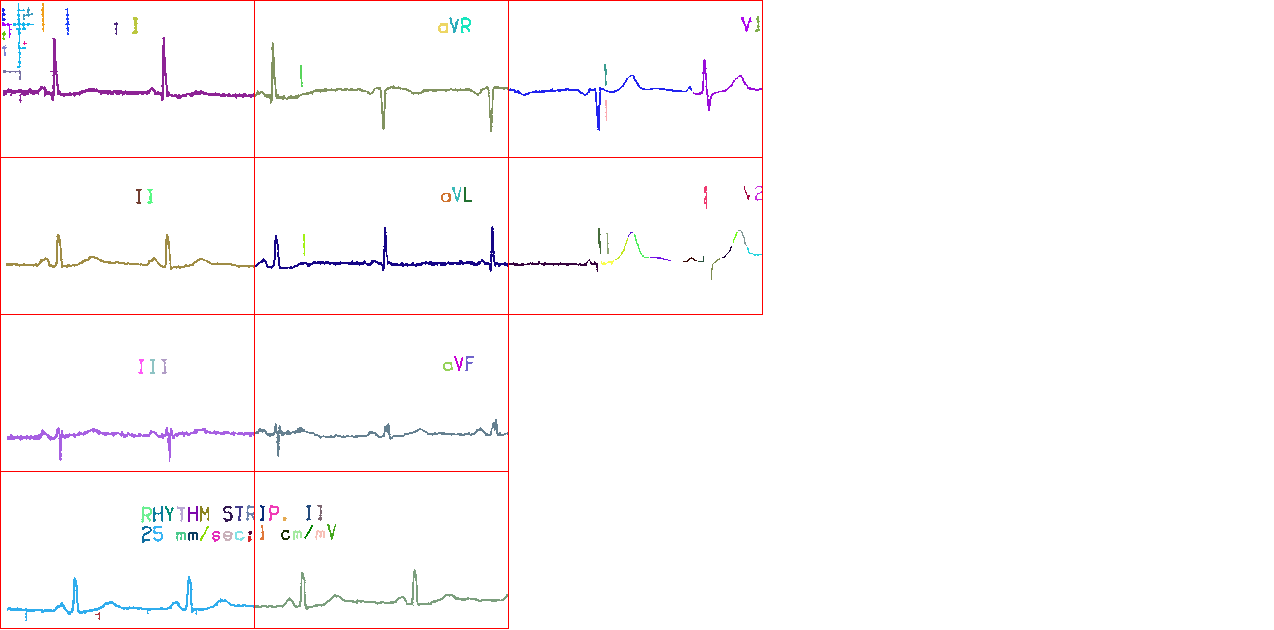 I aVR V1
II aVL V2
III aVF
RHYTHM STRIP. II
25 mm/sec; 1 cm/mV